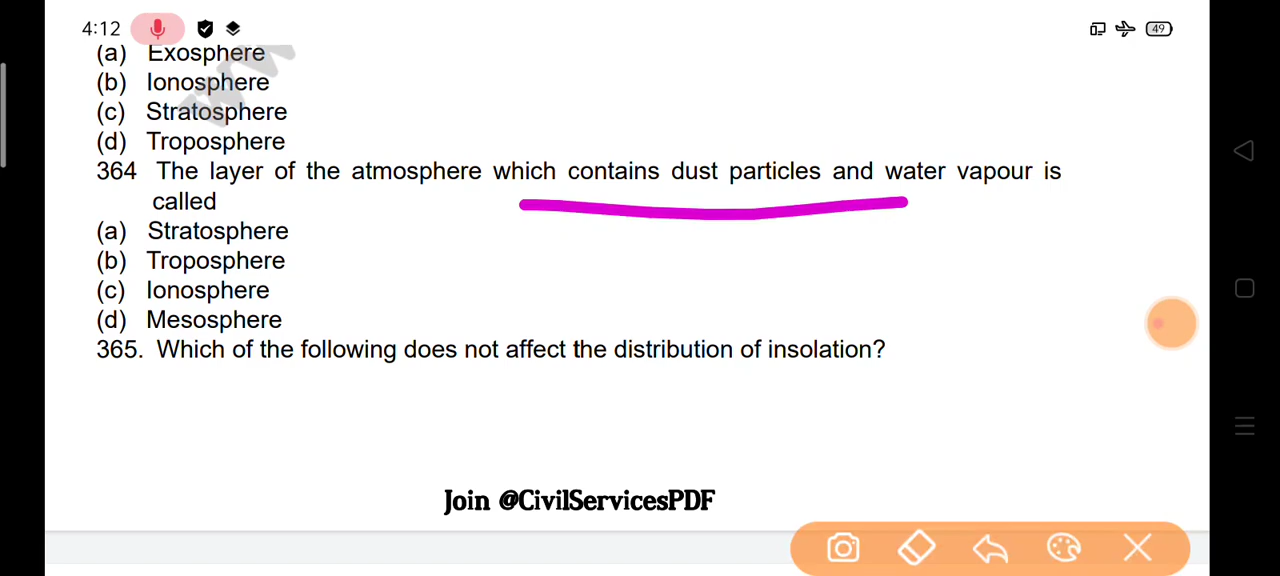 4:12
49
(a) Exosphere
(b) Ionosphere
(c) Stratosphere
(d) Troposphere
364 The layer of the atmosphere which contains dust particles and water vapour is
called
(a) Stratosphere
(b) Troposphere
(c) Ionosphere
(d) Mesosphere
365. Which of the following does not affect the distribution of insolation?
Join @CivilServicesPDF